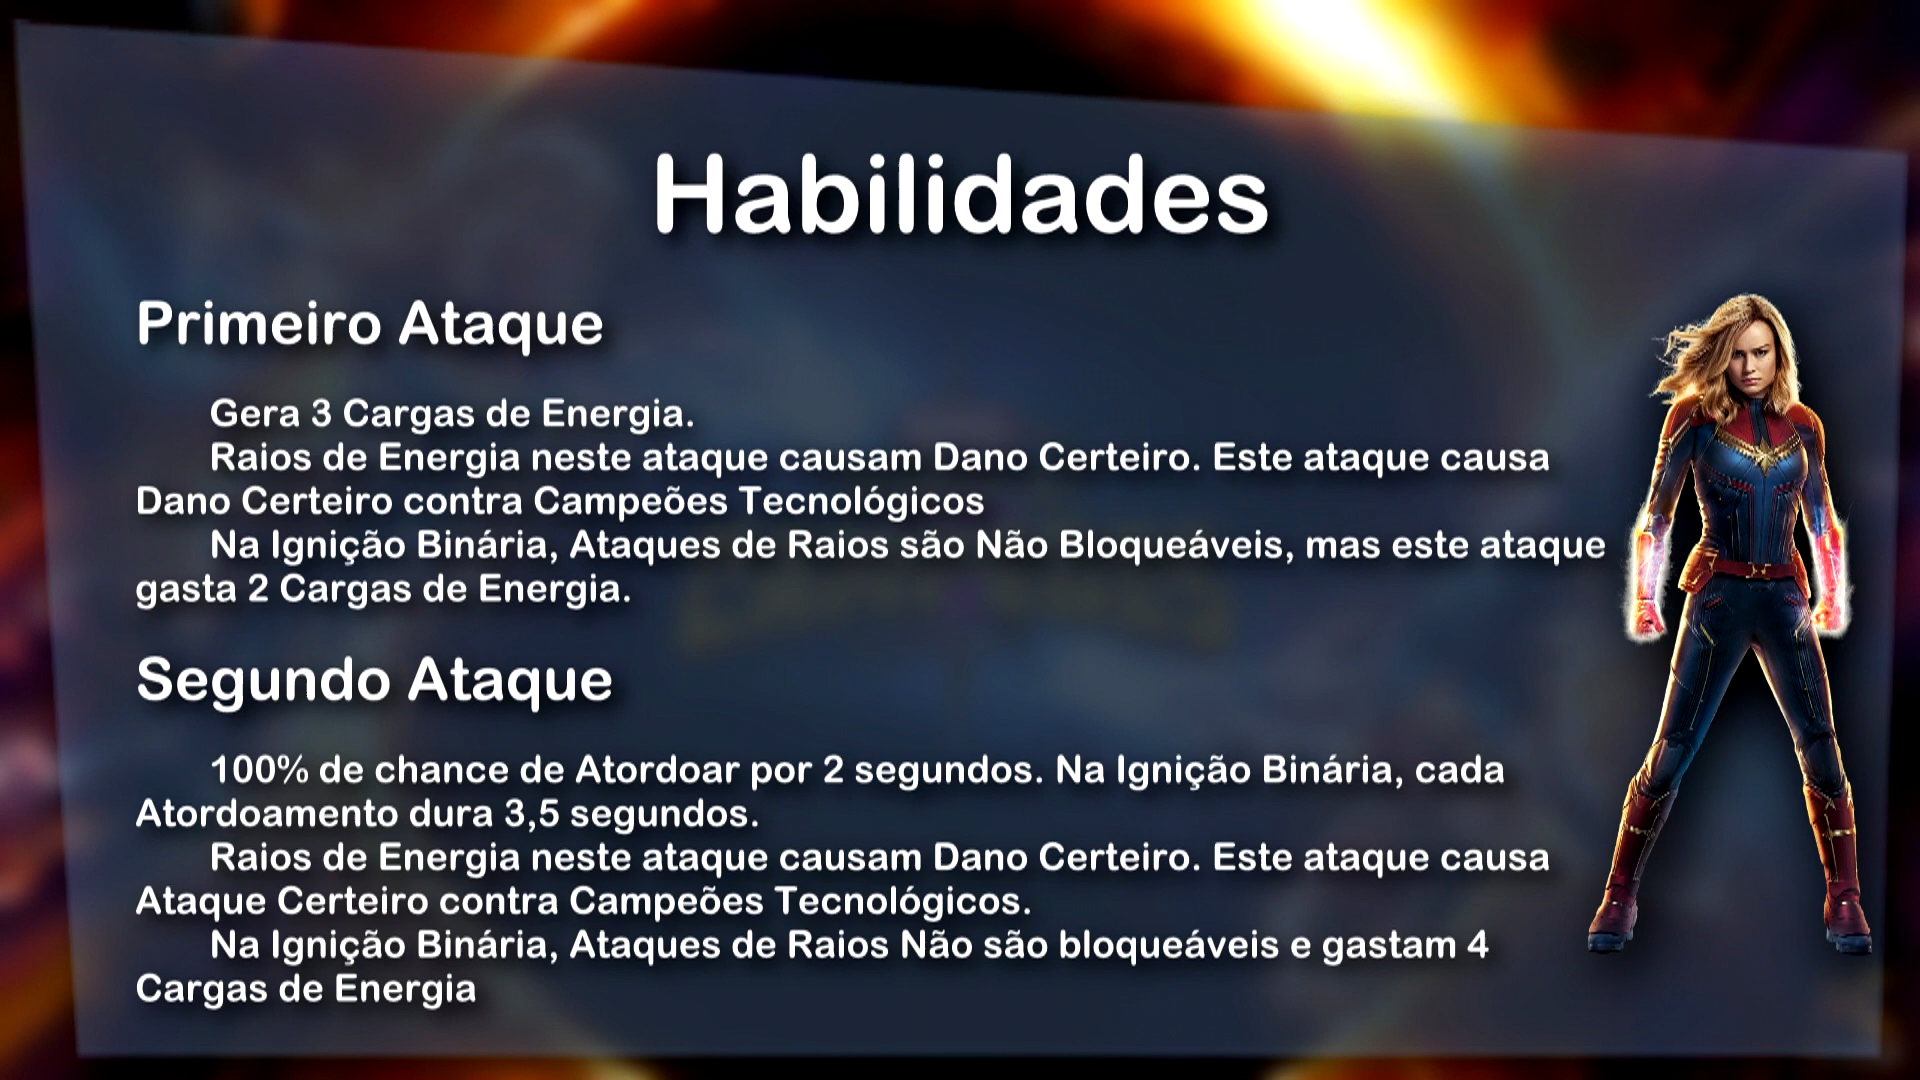 Habilidades
Primeiro Ataque
Gera 3 Cargas de Energia.
Raios de Energia neste ataque causam Dano Certeiro. Este ataque causa
Dano Certeiro contra Campeões Tecnológicos
Na Ignição Binária, Ataques de Raios são Não Bloqueáveis, mas este ataque
gasta 2 Cargas de Energia.
Segundo Ataque
100% de chance de Atordoar por 2 segundos. Na Ignição Binária, cada
Atordoamento dura 3,5 segundos.
Raios de Energia neste ataque causam Dano Certeiro. Este ataque causa
Ataque Certeiro contra Campeões Tecnológicos.
Na Ignição Binária, Ataques de Raios Não são bloqueáveis e gastam 4
Cargas de Energia